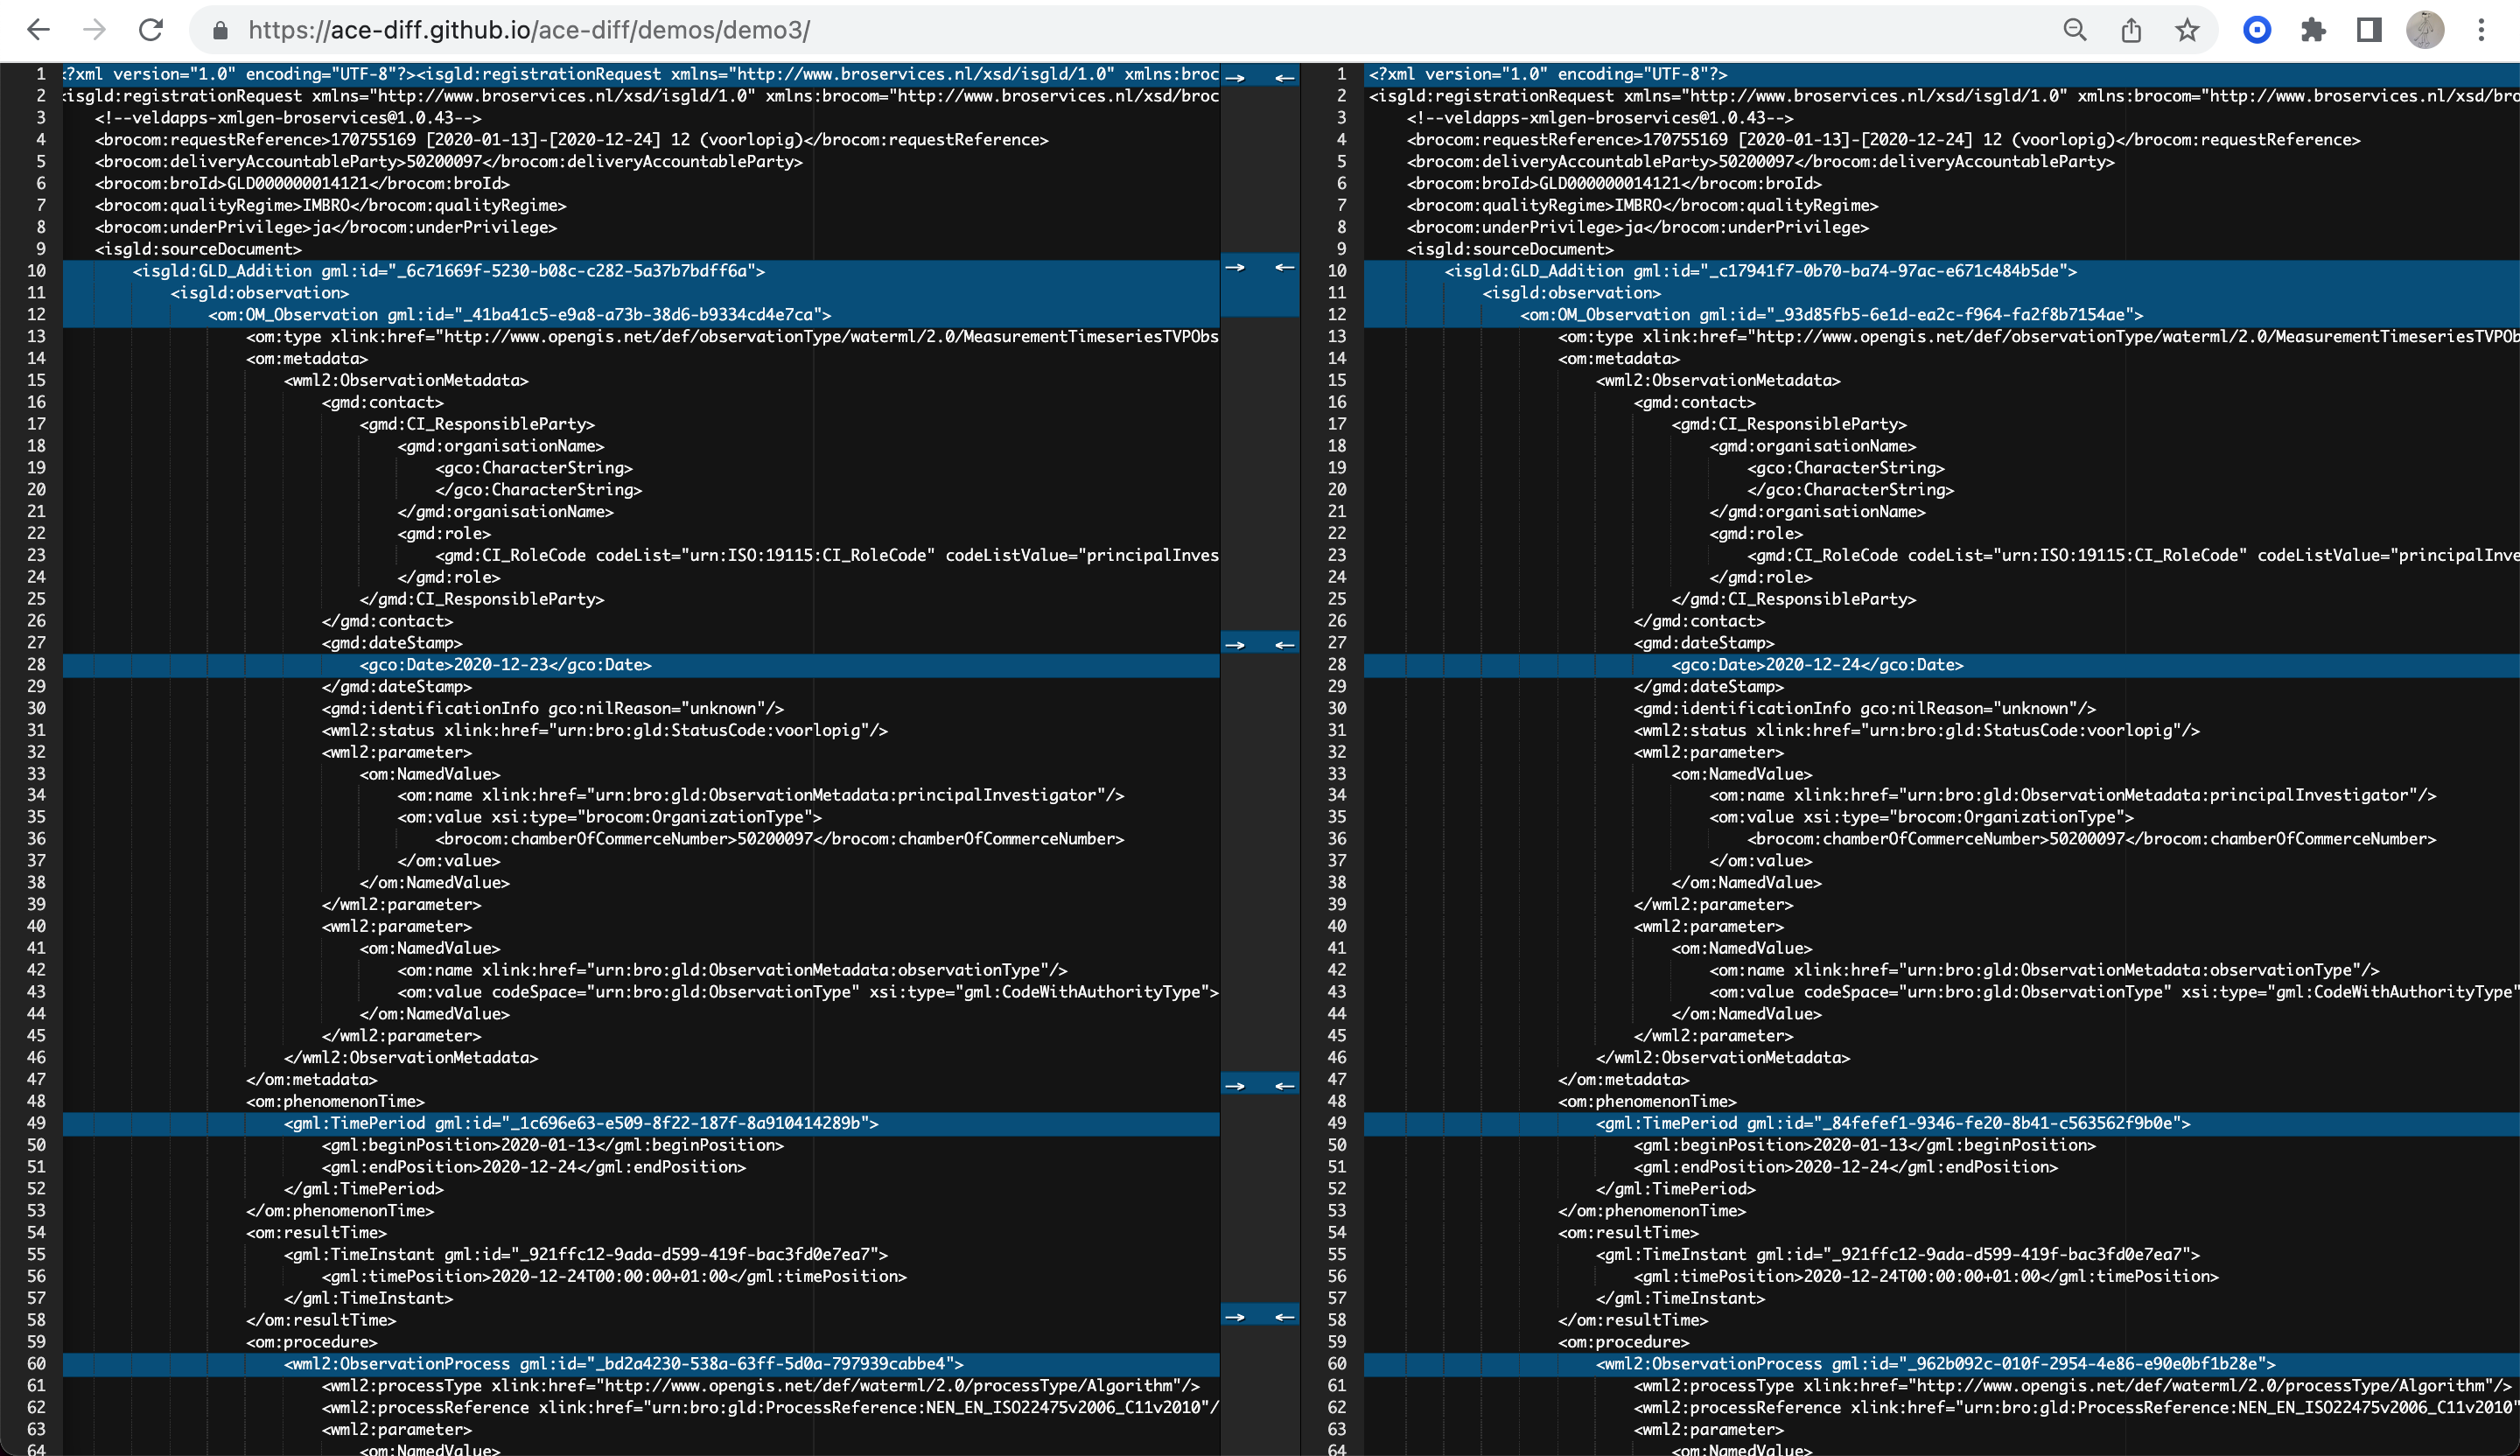 https://ace-diff.github.io/ace-diff/demos/demo3/
1 <?xml version="1.0" encoding="UTF-8"?><isgld:registrationRequest xmlns="http://www.broservices.nl/xsd/isgld/1.0" xmlns:broc
2 <isgld:registrationRequest xmlns="http://www.broservices.nl/xsd/isgld/1.0" xmlns:brocom="http://www.broservices.nl/xsd/broc
3 <!--veldapps-xmlgen-broservices@1.0.43-->
4 <brocom:requestReference>170755169 [2020-01-13]-[2020-12-24] 12 (voorlopig)</brocom:requestReference>
5 <brocom:deliveryAccountableParty>50200097</brocom:deliveryAccountableParty>
6 <brocom:broId>GLD000000014121</brocom:broId>
7 <brocom:qualityRegime>IMBRO</brocom:qualityRegime>
8 <brocom:underPrivilege>ja</brocom:underPrivilege>
9 <isgld:sourceDocument>
10 <isgld:GLD_Addition gml:id="_6c71669f-5230-b08c-c282-5a37b7bdff6a">
11 <isgld:observation>
12 <om:OM_Observation gml:id="_41ba41c5-e9a8-a73b-38d6-b9334cd4e7ca">
13 <om:type xlink:href="http://www.opengis.net/def/observationType/waterml/2.0/MeasurementTimeseriesTVPObs
14 <om:metadata>
15 <wml2:ObservationMetadata>
16 <gmd:contact>
17 <gmd:CI_ResponsibleParty>
18 <gmd:organisationName>
19 <gco:CharacterString>
20 </gco:CharacterString>
21 </gmd:organisationName>
22 <gmd:role>
23 <gmd:CI_RoleCode codeList="urn:ISO:19115:CI_RoleCode" codeListValue="principalInves
24 </gmd:role>
25 </gmd:CI_ResponsibleParty>
26 </gmd:contact>
27 <gmd:dateStamp>
28 <gco:Date>2020-12-23</gco:Date>
29 </gmd:dateStamp>
30 <gmd:identificationInfo gco:nilReason="unknown"/>
31 <wml2:status xlink:href="urn:bro:gld:StatusCode:voorlopig"/>
32 <wml2:parameter>
33 <om:NamedValue>
34 <om:name xlink:href="urn:bro:gld:ObservationMetadata:principalInvestigator"/>
35 <om:value xsi:type="brocom:OrganizationType">
36 <brocom:chamberOfCommerceNumber>50200097</brocom:chamberOfCommerceNumber>
37 </om:value>
38 </om:NamedValue>
39 </wml2:parameter>
40 <wml2:parameter>
41 <om:NamedValue>
42 <om:name xlink:href="urn:bro:gld:ObservationMetadata:observationType"/>
43 <om:value codeSpace="urn:bro:gld:ObservationType" xsi:type="gml:CodeWithAuthorityType">
44 </om:NamedValue>
45 </wml2:parameter>
46 </wml2:ObservationMetadata>
47 </om:metadata>
48 <om:phenomenonTime>
49 <gml:TimePeriod gml:id="_1c696e63-e509-8f22-187f-8a910414289b">
50 <gml:beginPosition>2020-01-13</gml:beginPosition>
51 <gml:endPosition>2020-12-24</gml:endPosition>
52 </gml:TimePeriod>
53 </om:phenomenonTime>
54 <om:resultTime>
55 <gml:TimeInstant gml:id="_921ffc12-9ada-d599-419f-bac3fd0e7ea7">
56 <gml:timePosition>2020-12-24T00:00:00+01:00</gml:timePosition>
57 </gml:TimeInstant>
58 </om:resultTime>
59 <om:procedure>
60 <wml2:ObservationProcess gml:id="_bd2a4230-538a-63ff-5d0a-797939cabbe4">
61 <wml2:processType xlink:href="http://www.opengis.net/def/waterml/2.0/processType/Algorithm"/>
62 <wml2:processReference xlink:href="urn:bro:gld:ProcessReference:NEN_EN_ISO22475v2006_C11v2010"/
63 <wml2:parameter>
64 <om:NamedValue>
1 <?xml version="1.0" encoding="UTF-8"?>
2 <isgld:registrationRequest xmlns="http://www.broservices.nl/xsd/isgld/1.0" xmlns:brocom="http://www.broservices.nl/xsd/bro
3 <!--veldapps-xmlgen-broservices@1.0.43-->
4 <brocom:requestReference>170755169 [2020-01-13]-[2020-12-24] 12 (voorlopig)</brocom:requestReference>
5 <brocom:deliveryAccountableParty>50200097</brocom:deliveryAccountableParty>
6 <brocom:broId>GLD000000014121</brocom:broId>
7 <brocom:qualityRegime>IMBRO</brocom:qualityRegime>
8 <brocom:underPrivilege>ja</brocom:underPrivilege>
9 <isgld:sourceDocument>
10 <isgld:GLD_Addition gml:id="_c17941f7-0b70-ba74-97ac-e671c484b5de">
11 <isgld:observation>
12 <om:OM_Observation gml:id="_93d85fb5-6e1d-ea2c-f964-fa2f8b7154ae">
13 <om:type xlink:href="http://www.opengis.net/def/observationType/waterml/2.0/MeasurementTimeseriesTVPOb
14 <om:metadata>
15 <wml2:ObservationMetadata>
16 <gmd:contact>
17 <gmd:CI_ResponsibleParty>
18 <gmd:organisationName>
19 <gco:CharacterString>
20 </gco:CharacterString>
21 </gmd:organisationName>
22 <gmd:role>
23 <gmd:CI_RoleCode codeList="urn:ISO:19115:CI_RoleCode" codeListValue="principalInve
24 </gmd:role>
25 </gmd:CI_ResponsibleParty>
26 </gmd:contact>
27 <gmd:dateStamp>
28 <gco:Date>2020-12-24</gco:Date>
29 </gmd:dateStamp>
30 <gmd:identificationInfo gco:nilReason="unknown"/>
31 <wml2:status xlink:href="urn:bro:gld:StatusCode:voorlopig"/>
32 <wml2:parameter>
33 <om:NamedValue>
34 <om:name xlink:href="urn:bro:gld:ObservationMetadata:principalInvestigator"/>
35 <om:value xsi:type="brocom:OrganizationType">
36 <brocom:chamberOfCommerceNumber>50200097</brocom:chamberOfCommerceNumber>
37 </om:value>
38 </om:NamedValue>
39 </wml2:parameter>
40 <wml2:parameter>
41 <om:NamedValue>
42 <om:name xlink:href="urn:bro:gld:ObservationMetadata:observationType"/>
43 <om:value codeSpace="urn:bro:gld:ObservationType" xsi:type="gml:CodeWithAuthorityType"
44 </om:NamedValue>
45 </wml2:parameter>
46 </wml2:ObservationMetadata>
47 </om:metadata>
48 <om:phenomenonTime>
49 <gml:TimePeriod gml:id="_84fefef1-9346-fe20-8b41-c563562f9b0e">
50 <gml:beginPosition>2020-01-13</gml:beginPosition>
51 <gml:endPosition>2020-12-24</gml:endPosition>
52 </gml:TimePeriod>
53 </om:phenomenonTime>
54 <om:resultTime>
55 <gml:TimeInstant gml:id="_921ffc12-9ada-d599-419f-bac3fd0e7ea7">
56 <gml:timePosition>2020-12-24T00:00:00+01:00</gml:timePosition>
57 </gml:TimeInstant>
58 </om:resultTime>
59 <om:procedure>
60 <wml2:ObservationProcess gml:id="_962b092c-010f-2954-4e86-e90e0bf1b28e">
61 <wml2:processType xlink:href="http://www.opengis.net/def/waterml/2.0/processType/Algorithm"/>
62 <wml2:processReference xlink:href="urn:bro:gld:ProcessReference:NEN_EN_ISO22475v2006_C11v2010"
63 <wml2:parameter>
64 <om:NamedValue>